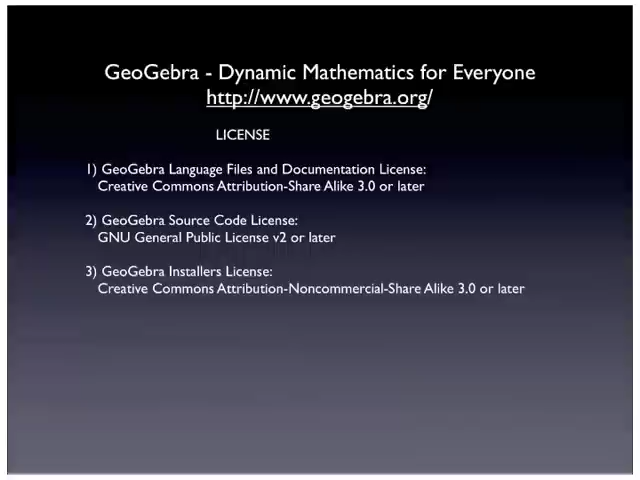 GeoGebra - Dynamic Mathematics for Everyone
http://www.geogebra.org/
LICENSE
1) GeoGebra Language Files and Documentation License:
Creative Commons Attribution-Share Alike 3.0 or later
2) GeoGebra Source Code License:
GNU General Public License v2 or later
3) GeoGebra Installers License:
Creative Commons Attribution-Noncommercial-Share Alike 3.0 or later